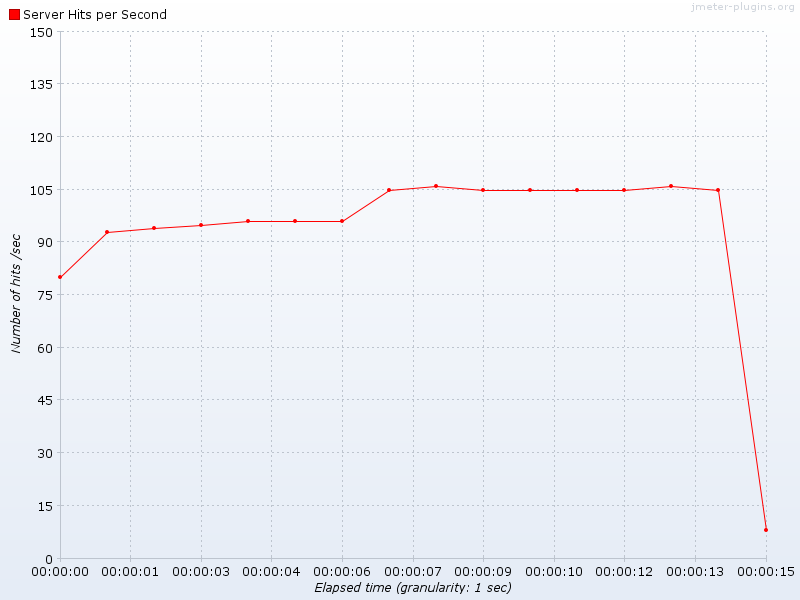 jmeter-plugins.org
Server Hits per Second
150
135
120
105
90
75
60
45
30
15
0
Number of hits /sec
00:00:00 00:00:01 00:00:03 00:00:04 00:00:06 00:00:07 00:00:09 00:00:10 00:00:12 00:00:13 00:00:15
Elapsed time (granularity: 1 sec)